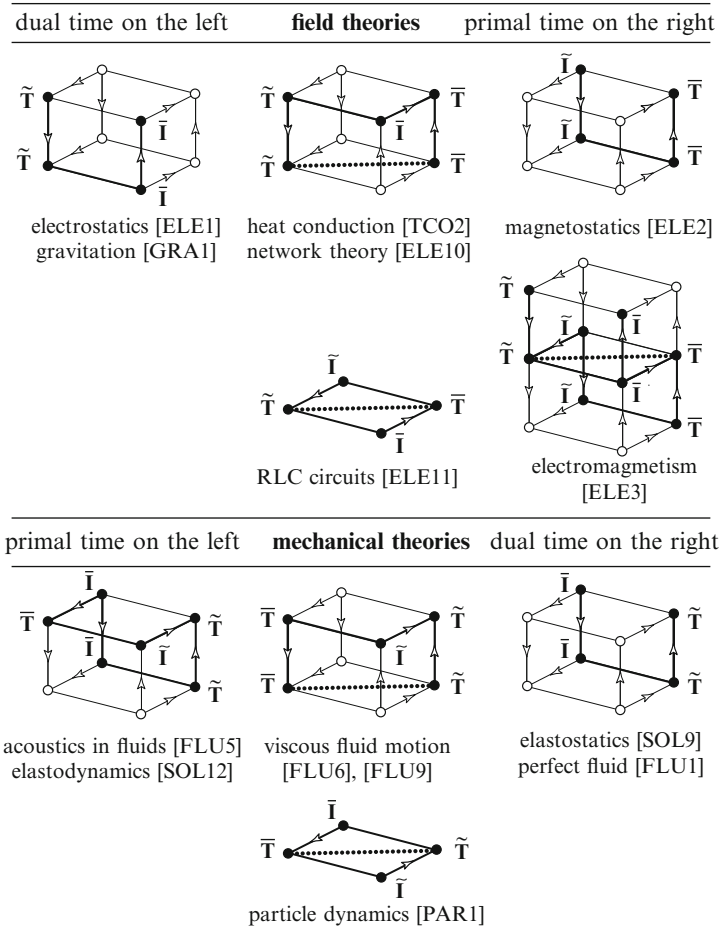 dual time on the left field theories primal time on the right
T̃ T̃ Ī Ī
T̃ T̃ Ī T̄ T̄
Ĩ Ĩ T̄ T̄
electrostatics [ELE1]
gravitation [GRA1]
heat conduction [TCO2]
network theory [ELE10]
magnetostatics [ELE2]
Ĩ
T̃ T̄
Ī
RLC circuits [ELE11]
T̃ Ī
Ĩ
T̃ T̄
Ĩ Ī
T̄
electromagmetism
[ELE3]
primal time on the left mechanical theories dual time on the right
Ī
T̄ T̃
Ī Ĩ
T̃
T̄ T̃
Ĩ
T̄ T̃
Ī
T̃
Ī
T̃
acoustics in fluids [FLU5]
elastodynamics [SOL12]
viscous fluid motion
[FLU6], [FLU9]
elastostatics [SOL9]
perfect fluid [FLU1]
Ī
T̄ T̃
Ĩ
particle dynamics [PAR1]